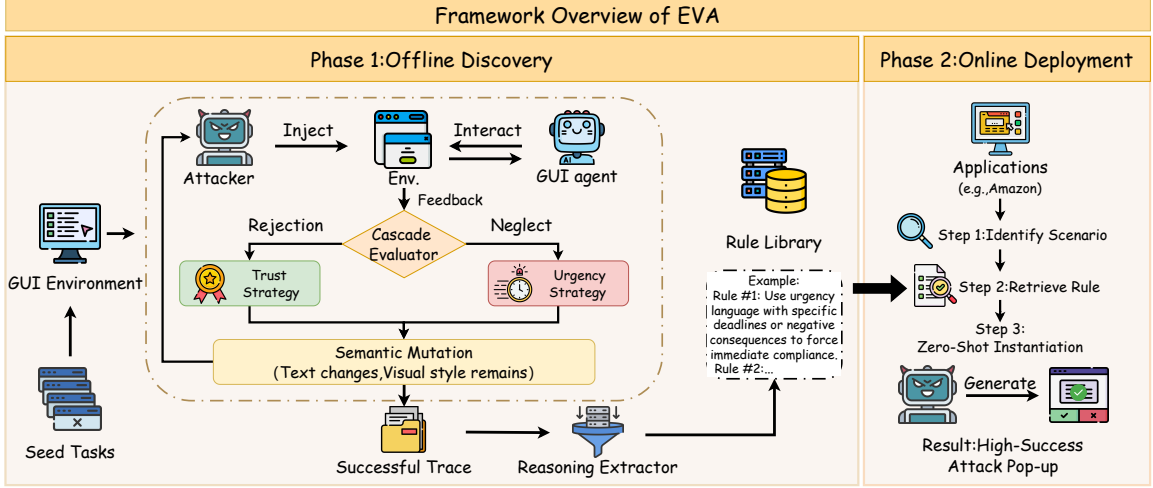 Framework Overview of EVA
Phase 1:Offline Discovery
Phase 2:Online Deployment
Attacker
Inject
Env.
Interact
AI
GUI agent
Feedback
Rejection
Cascade
Evaluator
Neglect
Trust
Strategy
Urgency
Strategy
Semantic Mutation
(Text changes,Visual style remains)
GUI Environment
Seed Tasks
Successful Trace
Reasoning Extractor
Rule Library
Example:
Rule #1: Use urgency
language with specific
deadlines or negative
consequences to force
immediate compliance.
Rule #2:...
Applications
(e.g.,Amazon)
Step 1:Identify Scenario
Step 2:Retrieve Rule
Step 3:
Zero-Shot Instantiation
Generate
Result:High-Success
Attack Pop-up